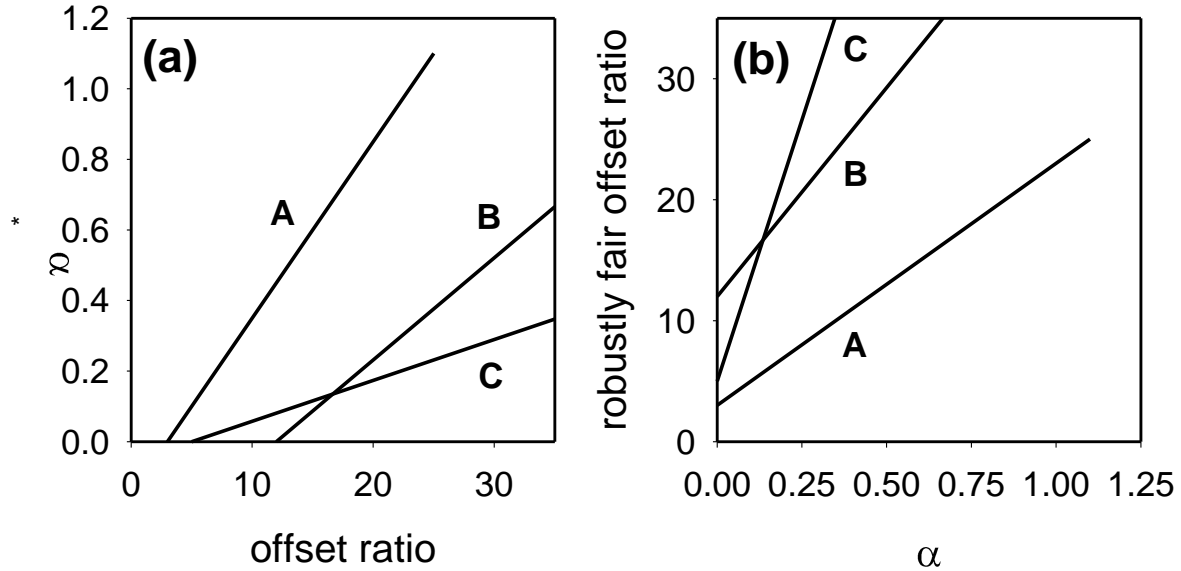 (a)
1.2
1.0
0.8
0.6
0.4
0.2
0.0
α*
A
B
C
0 10 20 30
offset ratio
(b)
robustly fair offset ratio
30
20
10
0
C
B
A
0.00 0.25 0.50 0.75 1.00 1.25
α